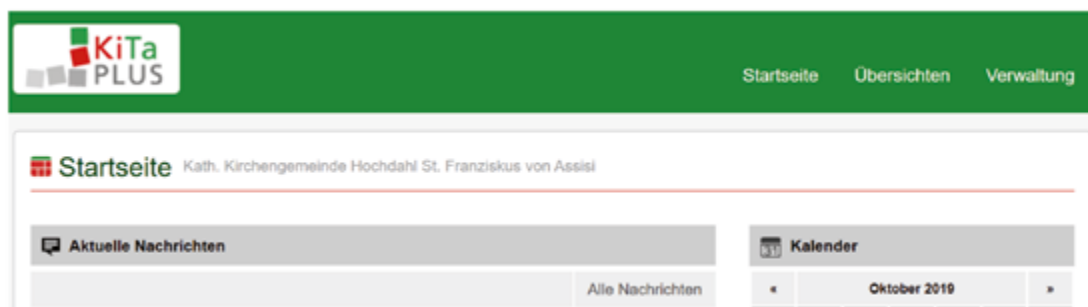 KiTa
PLUS
Startseite Übersichten Verwaltung
Startseite Kath. Kirchengemeinde Hochdahl St. Franziskus von Assisi
Aktuelle Nachrichten
31 Kalender
Alle Nachrichten
« Oktober 2019 »